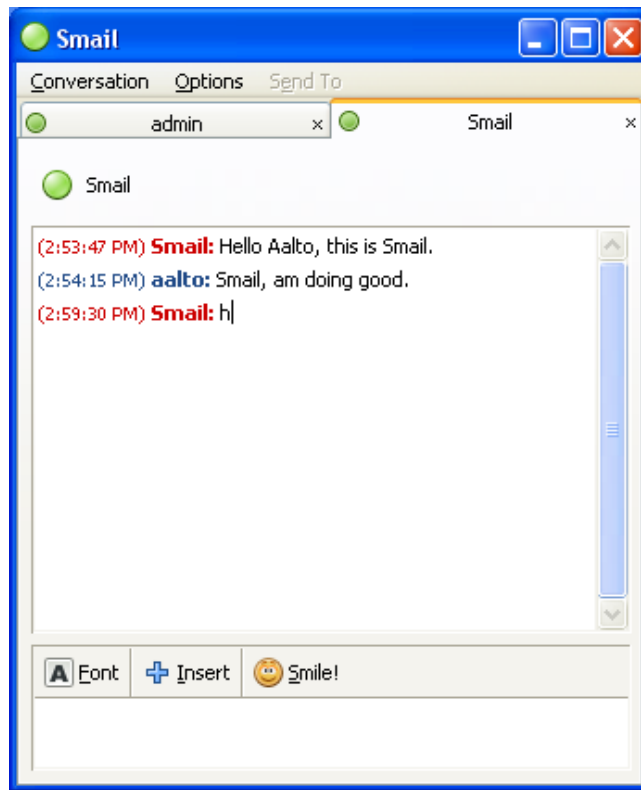 Smail
Conversation Options Send To
admin × Smail ×
Smail
(2:53:47 PM) Smail: Hello Aalto, this is Smail.
(2:54:15 PM) aalto: Smail, am doing good.
(2:59:30 PM) Smail: h
A Font Insert Smile!